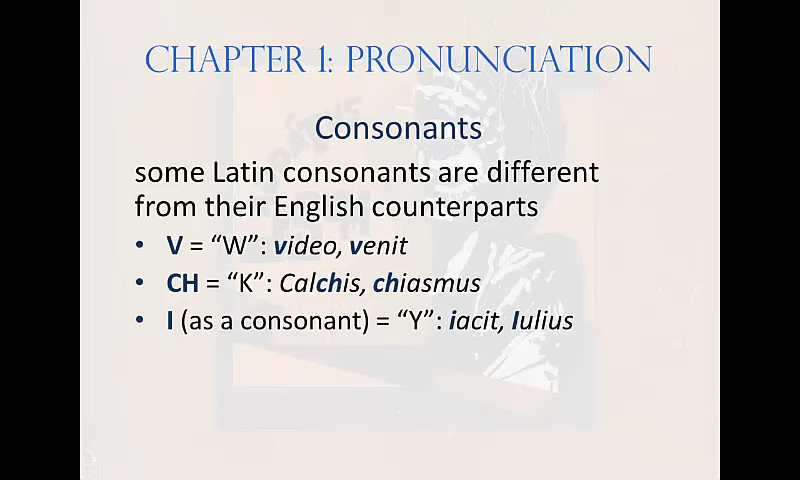 CHAPTER 1: PRONUNCIATION
Consonants
some Latin consonants are different
from their English counterparts
• V = “W”: video, venit
• CH = “K”: Calchis, chiasmus
• I (as a consonant) = “Y”: iacit, Iulius